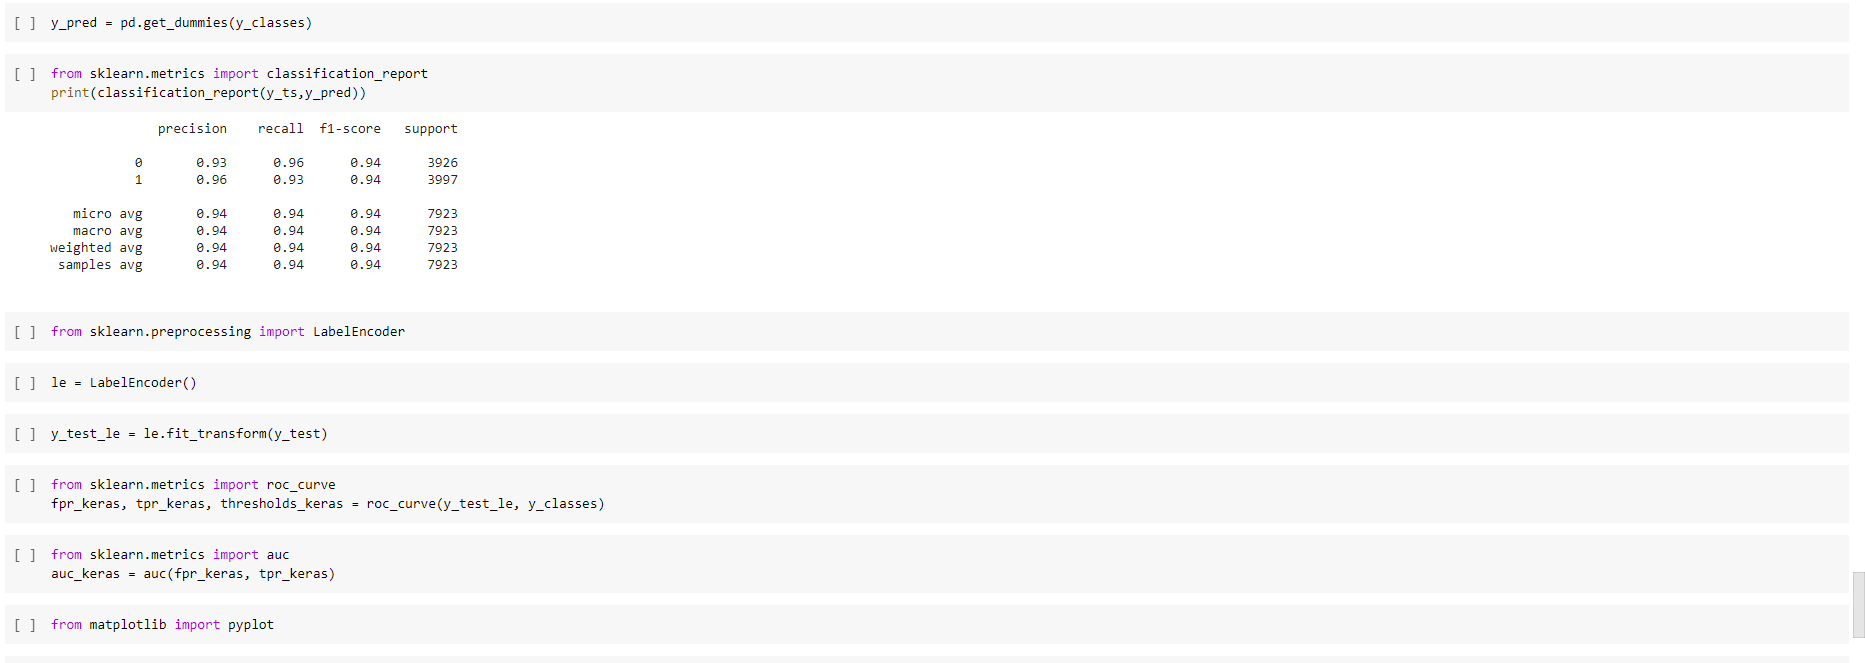 [ ] y_pred = pd.get_dummies(y_classes)
[ ] from sklearn.metrics import classification_report
print(classification_report(y_ts,y_pred))
precision recall f1-score support
0 0.93 0.96 0.94 3926
1 0.96 0.93 0.94 3997
micro avg 0.94 0.94 0.94 7923
macro avg 0.94 0.94 0.94 7923
weighted avg 0.94 0.94 0.94 7923
samples avg 0.94 0.94 0.94 7923
[ ] from sklearn.preprocessing import LabelEncoder
[ ] le = LabelEncoder()
[ ] y_test_le = le.fit_transform(y_test)
[ ] from sklearn.metrics import roc_curve
fpr_keras, tpr_keras, thresholds_keras = roc_curve(y_test_le, y_classes)
[ ] from sklearn.metrics import auc
auc_keras = auc(fpr_keras, tpr_keras)
[ ] from matplotlib import pyplot